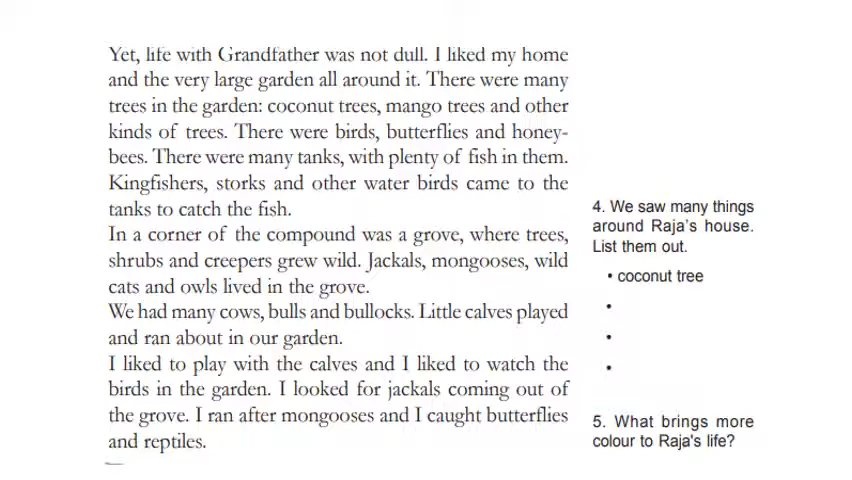 Yet, life with Grandfather was not dull. I liked my home
and the very large garden all around it. There were many
trees in the garden: coconut trees, mango trees and other
kinds of trees. There were birds, butterflies and honey-
bees. There were many tanks, with plenty of fish in them.
Kingfishers, storks and other water birds came to the
tanks to catch the fish.
In a corner of the compound was a grove, where trees,
shrubs and creepers grew wild. Jackals, mongooses, wild
cats and owls lived in the grove.
We had many cows, bulls and bullocks. Little calves played
and ran about in our garden.
I liked to play with the calves and I liked to watch the
birds in the garden. I looked for jackals coming out of
the grove. I ran after mongooses and I caught butterflies
and reptiles.
4. We saw many things
around Raja's house.
List them out.
• coconut tree
•
•
•
5. What brings more
colour to Raja's life?